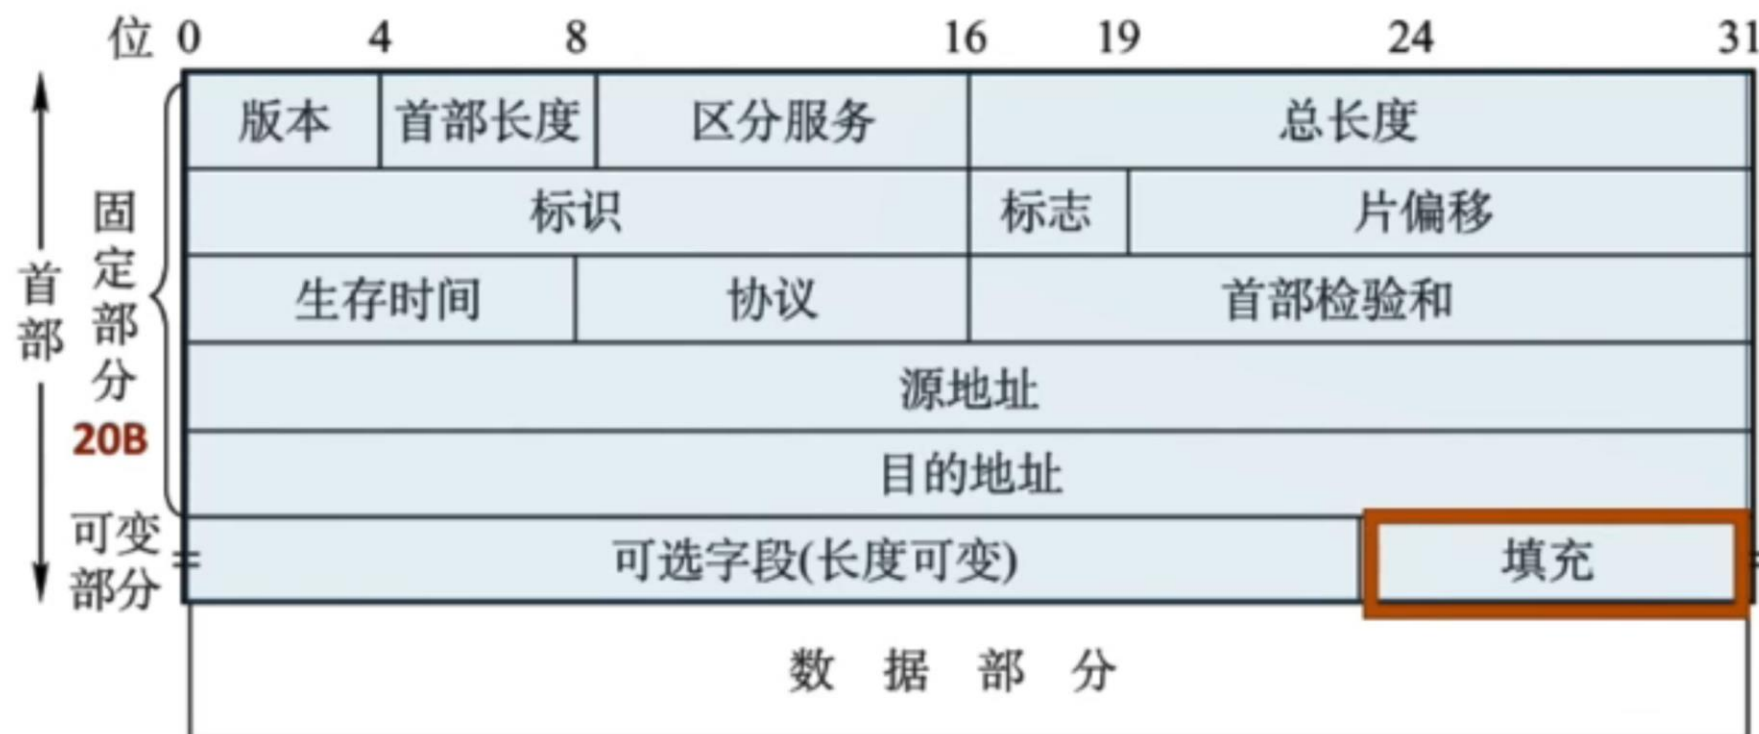 位 0 4 8 16 19 24 31
版本 首部长度 区分服务 总长度
标识 标志 片偏移
生存时间 协议 首部检验和
源地址
目的地址
可选字段(长度可变) 填充
数据部分
首部
固定部分
20B
可变
部分